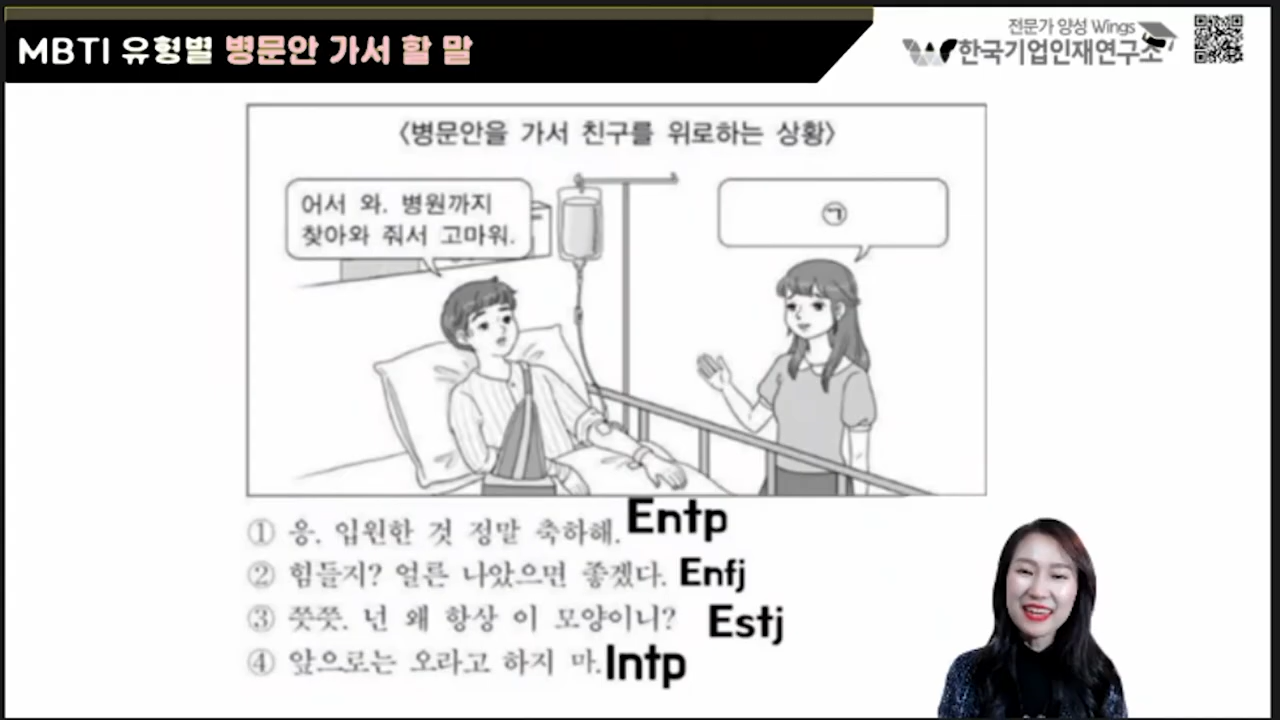 MBTI 유형별 병문안 가서 할 말
전문가 양성 Wings
한국기업인재연구소
〈병문안을 가서 친구를 위로하는 상황〉
어서 와. 병원까지
찾아와 줘서 고마워.
㉠
① 응. 입원한 것 정말 축하해. Entp
② 힘들지? 얼른 나았으면 좋겠다. Enfj
③ 쯧쯧. 넌 왜 항상 이 모양이니? Estj
④ 앞으로는 오라고 하지 마. Intp